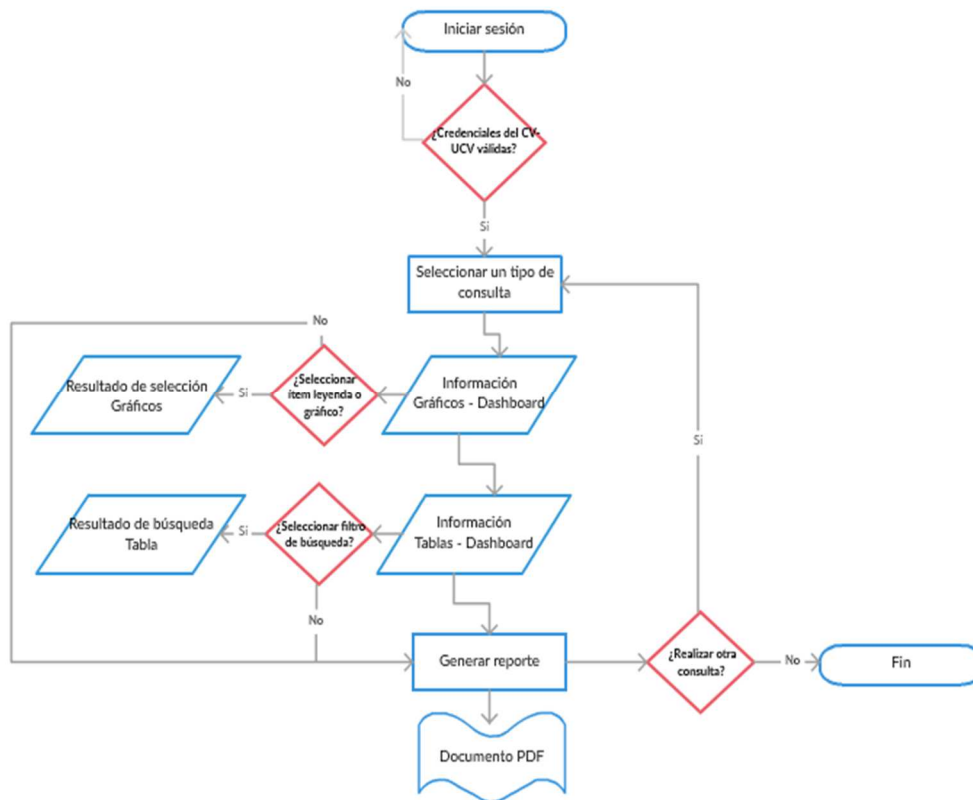 Iniciar sesión
No
¿Credenciales del CV-
UCV válidas?
Si
Seleccionar un tipo de
consulta
No
Resultado de selección
Gráficos
Si
¿Seleccionar
ítem leyenda o
gráfico?
Información
Gráficos - Dashboard
Si
Resultado de búsqueda
Tabla
Si
¿Seleccionar filtro
de búsqueda?
Información
Tablas - Dashboard
No
Generar reporte
¿Realizar otra
consulta?
No
Fin
Documento PDF